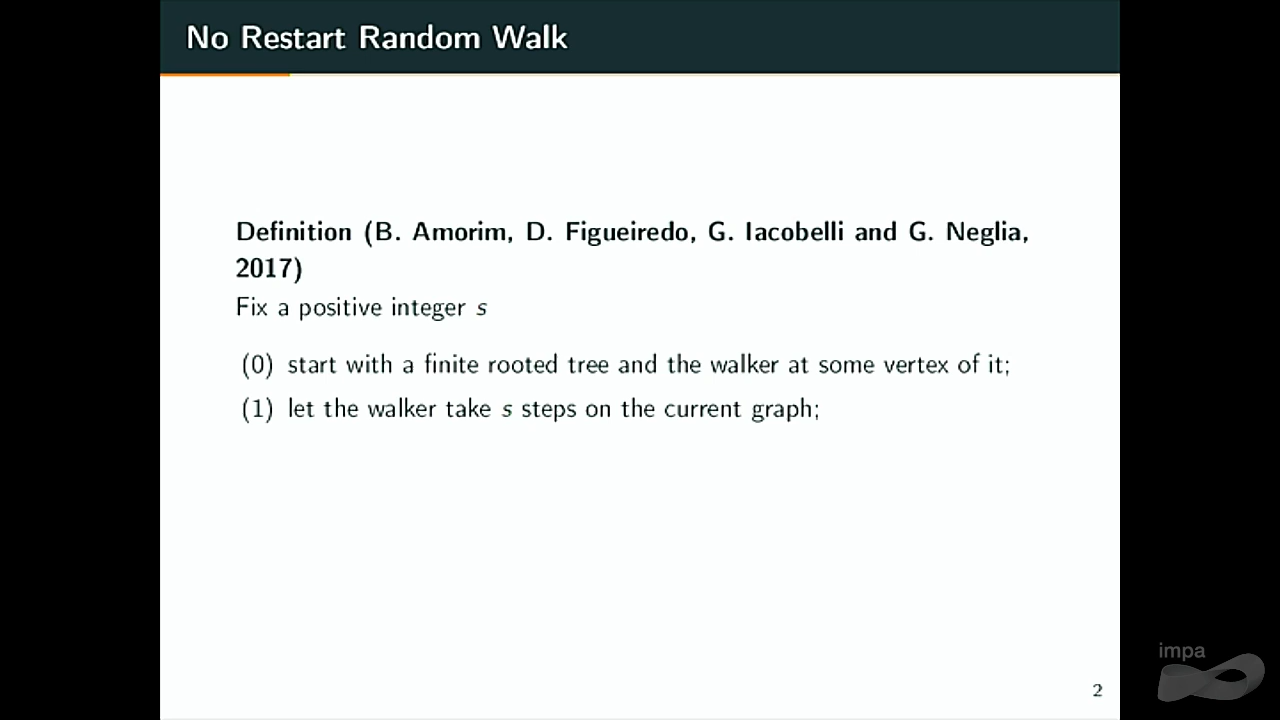 No Restart Random Walk
Definition (B. Amorim, D. Figueiredo, G. Iacobelli and G. Neglia,
2017)
Fix a positive integer s
(0) start with a finite rooted tree and the walker at some vertex of it;
(1) let the walker take s steps on the current graph;
impa
2